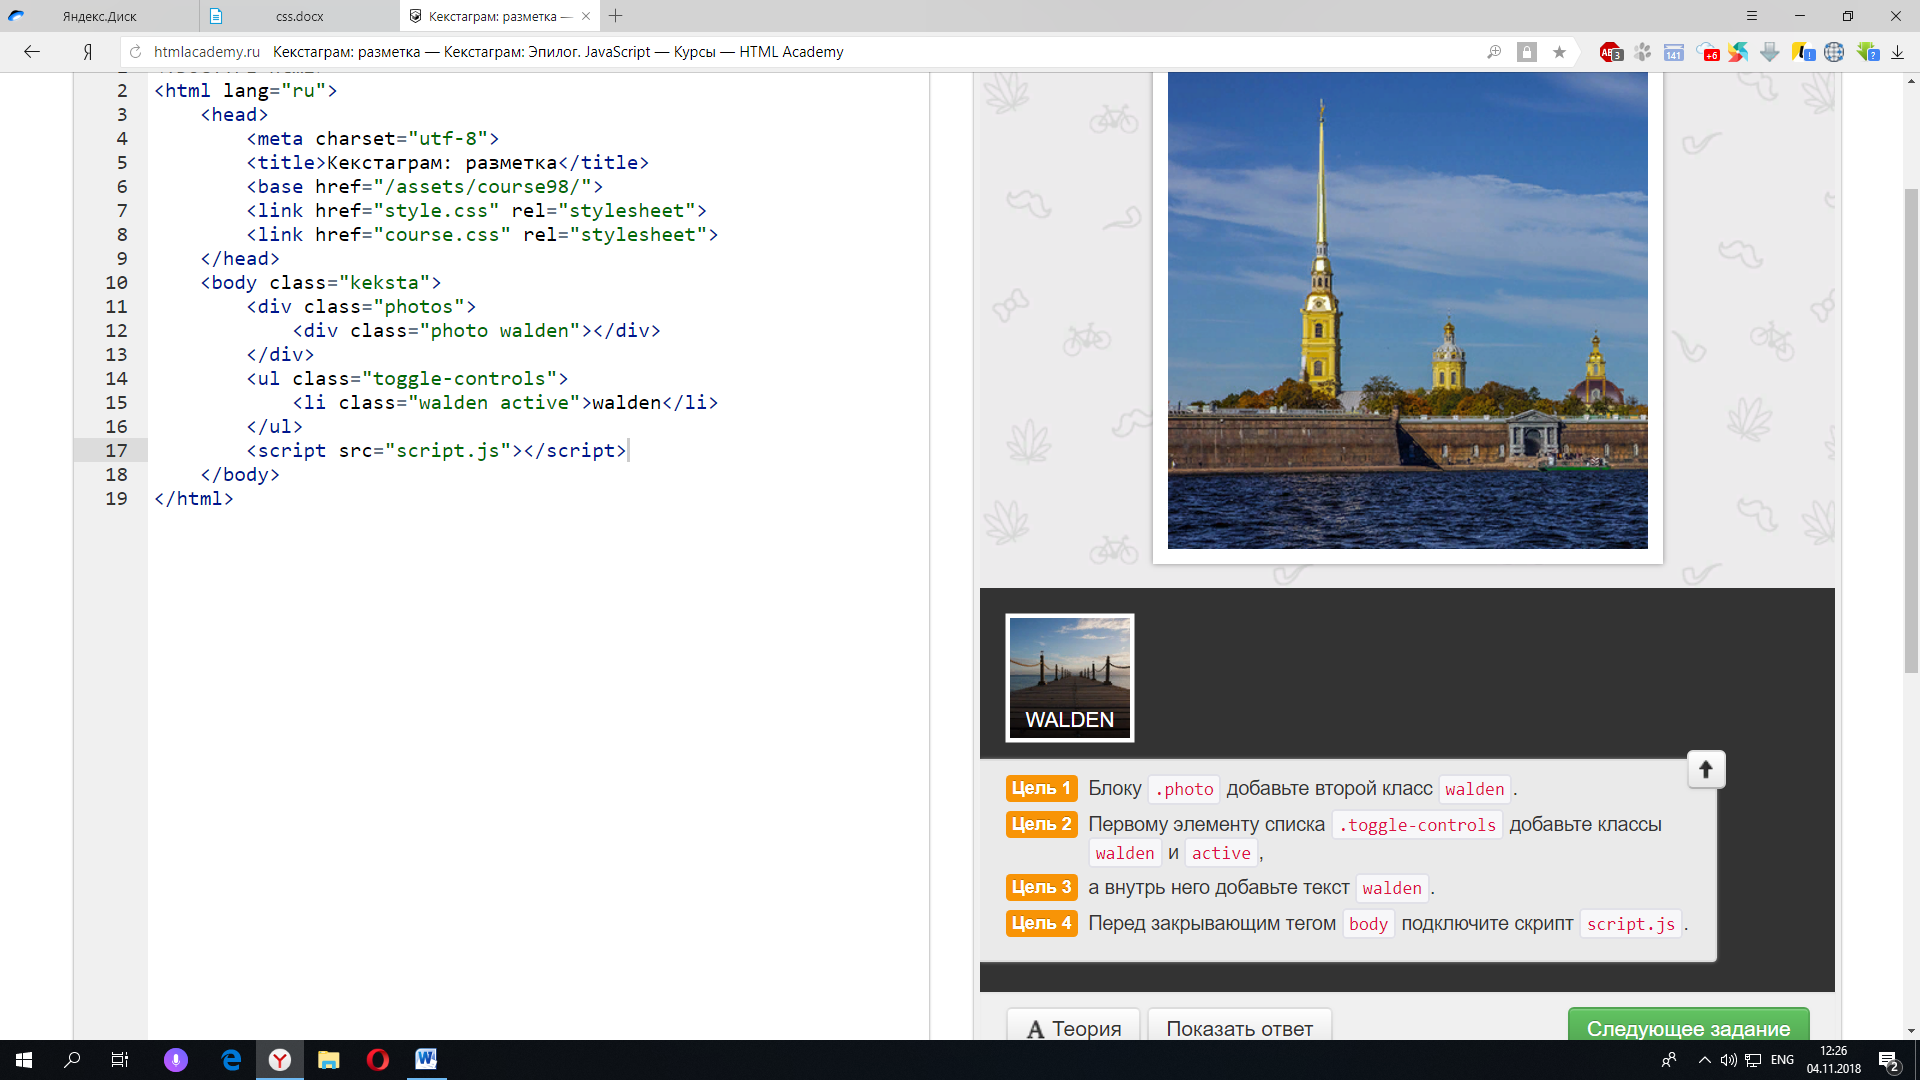 Яндекс.Диск
css.docx
Кекстаграм: разметка —
htmlacademy.ru Кекстаграм: разметка — Кекстаграм: Эпилог. JavaScript — Курсы — HTML Academy
3
141
+6
2 <html lang="ru">
3 <head>
4 <meta charset="utf-8">
5 <title>Кекстаграм: разметка</title>
6 <base href="/assets/course98/">
7 <link href="style.css" rel="stylesheet">
8 <link href="course.css" rel="stylesheet">
9 </head>
10 <body class="keksta">
11 <div class="photos">
12 <div class="photo walden"></div>
13 </div>
14 <ul class="toggle-controls">
15 <li class="walden active">walden</li>
16 </ul>
17 <script src="script.js"></script>
18 </body>
19 </html>
WALDEN
Цель 1 Блоку .photo добавьте второй класс walden .
Цель 2 Первому элементу списка .toggle-controls добавьте классы
walden и active ,
Цель 3 а внутрь него добавьте текст walden .
Цель 4 Перед закрывающим тегом body подключите скрипт script.js .
A Теория
Показать ответ
Следующее задание
ENG
12:26
04.11.2018
2